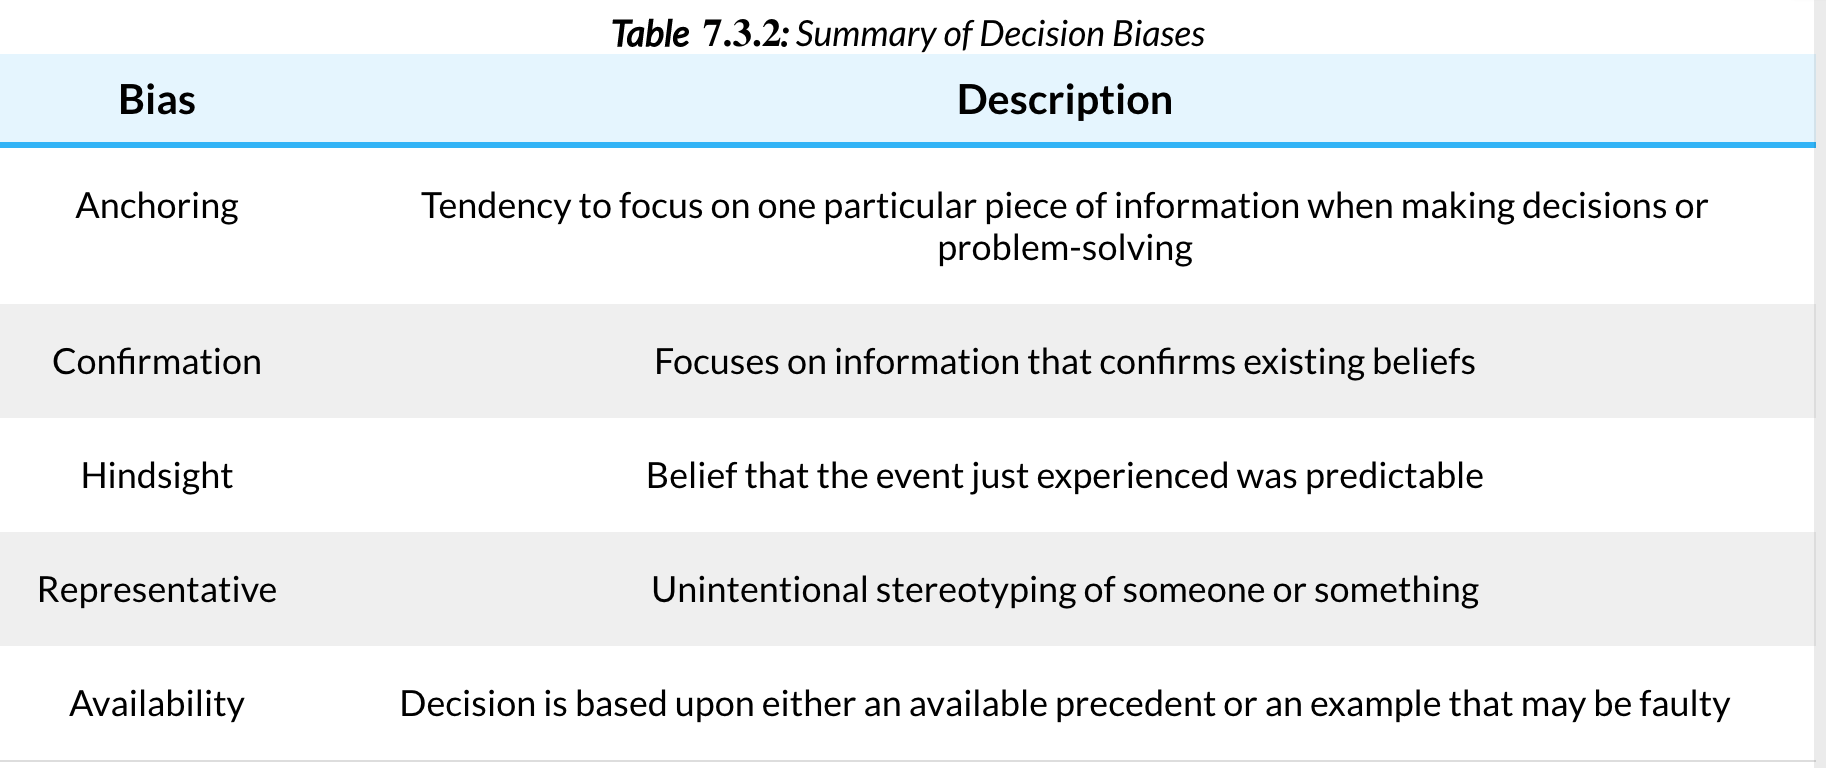 Table 7.3.2: Summary of Decision Biases
Bias Description
Anchoring Tendency to focus on one particular piece of information when making decisions or
problem-solving
Confirmation Focuses on information that confirms existing beliefs
Hindsight Belief that the event just experienced was predictable
Representative Unintentional stereotyping of someone or something
Availability Decision is based upon either an available precedent or an example that may be faulty